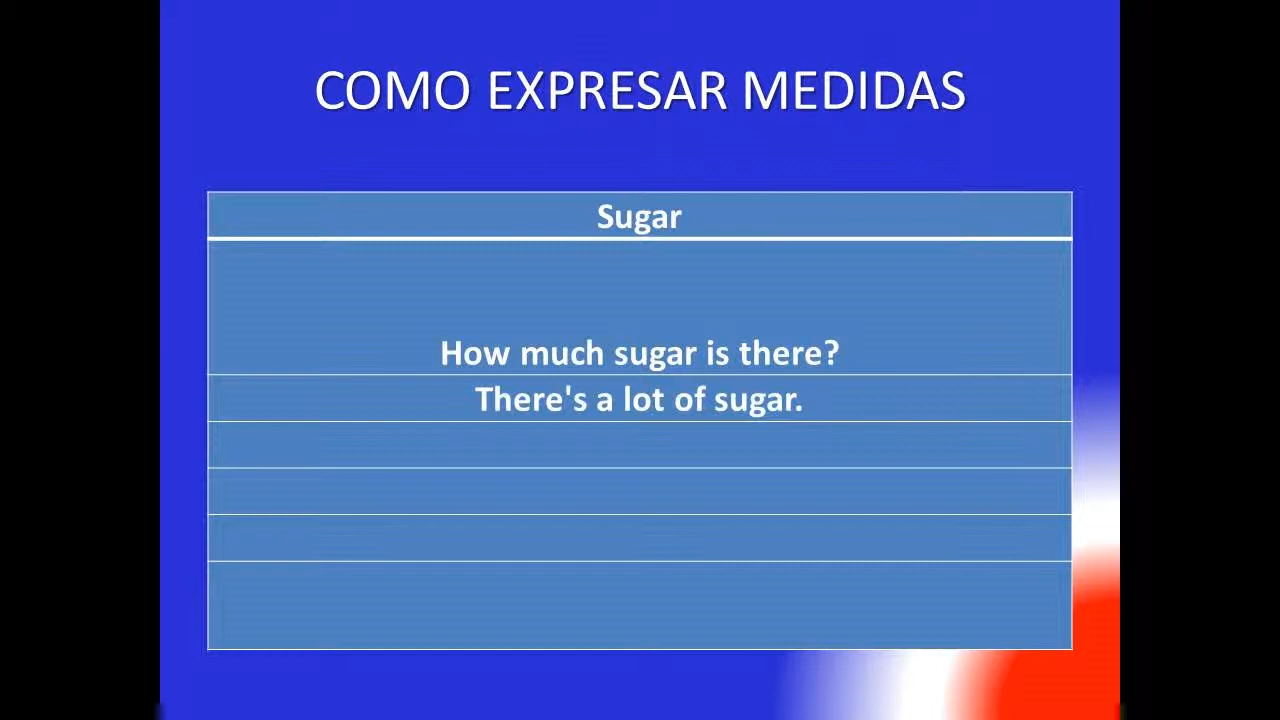 COMO EXPRESAR MEDIDAS
Sugar
How much sugar is there?
There's a lot of sugar.